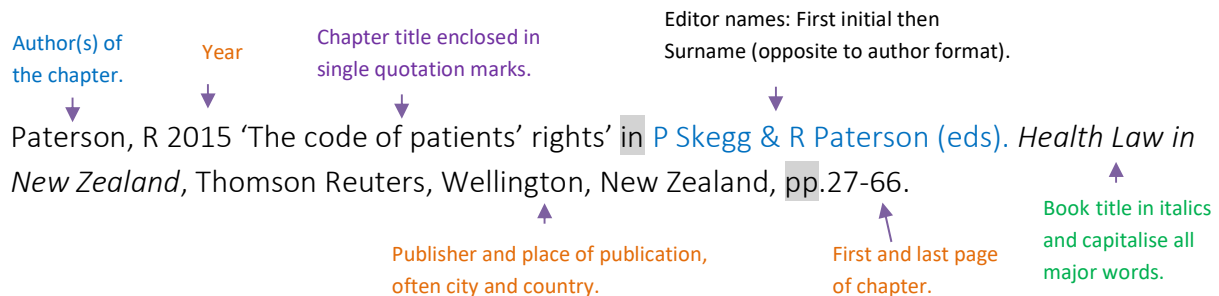 Author(s) of
the chapter.
Year
Chapter title enclosed in
single quotation marks.
Editor names: First initial then
Surname (opposite to author format).
Paterson, R 2015 ‘The code of patients’ rights’ in P Skegg & R Paterson (eds). Health Law in
New Zealand, Thomson Reuters, Wellington, New Zealand, pp.27-66.
Publisher and place of publication,
often city and country.
First and last page
of chapter.
Book title in italics
and capitalise all
major words.